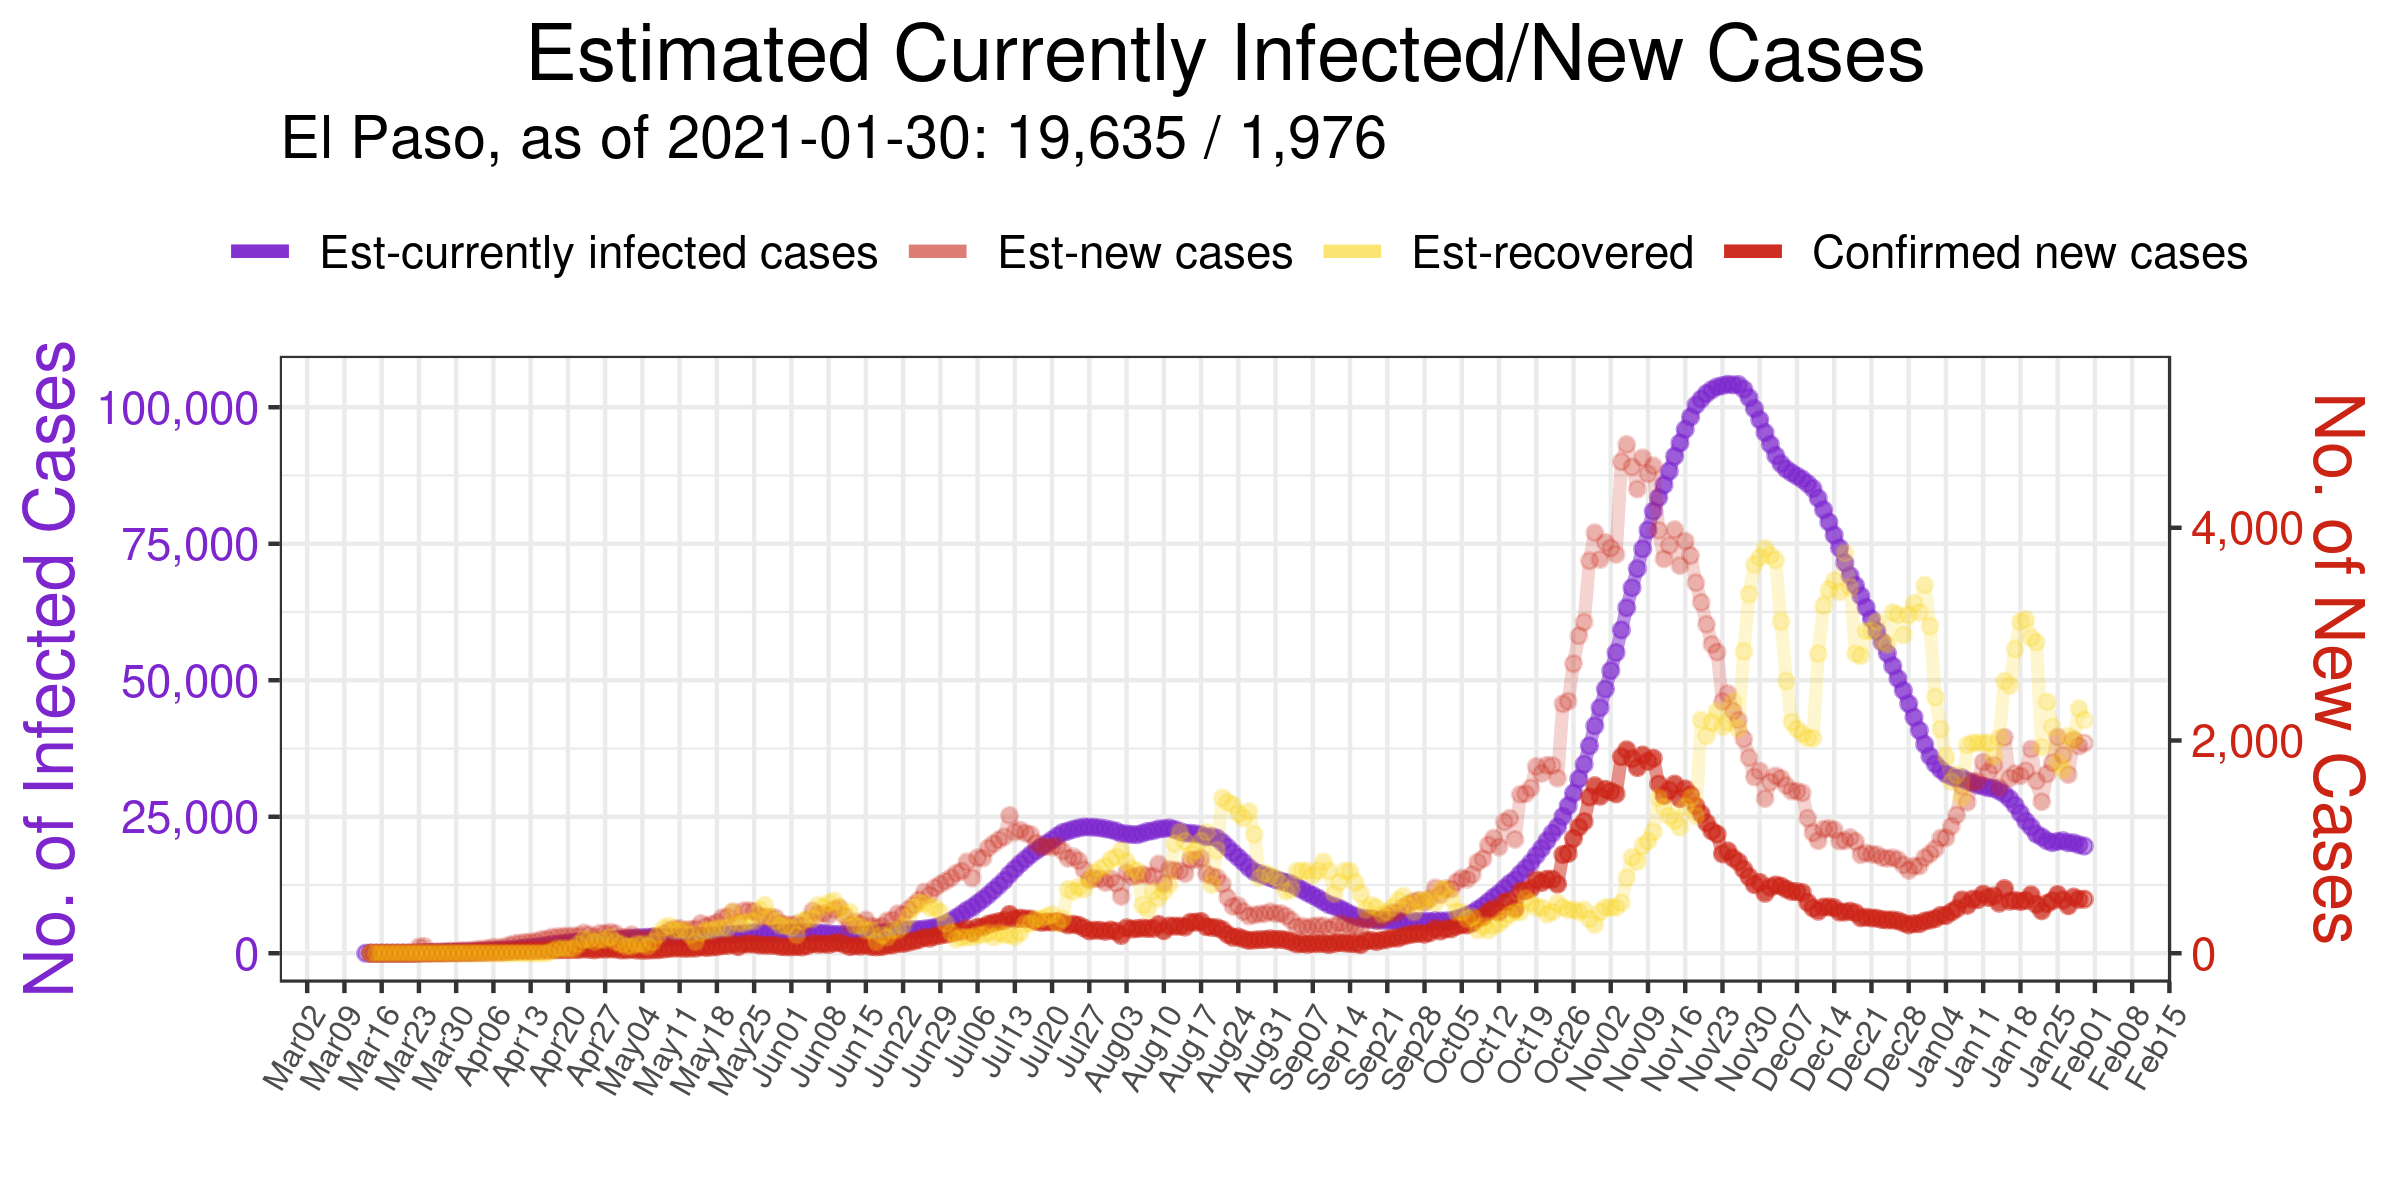 Estimated Currently Infected/New Cases
El Paso, as of 2021-01-30: 19,635 / 1,976
Est-currently infected cases Est-new cases Est-recovered Confirmed new cases
No. of Infected Cases
100,000
75,000
50,000
25,000
0
4,000
2,000
0
No. of New Cases
Mar02 Mar09 Mar16 Mar23 Mar30 Apr06 Apr13 Apr20 Apr27 May04 May11 May18 May25 Jun01 Jun08 Jun15 Jun22 Jun29 Jul06 Jul13 Jul20 Jul27 Aug03 Aug10 Aug17 Aug24 Aug31 Sep07 Sep14 Sep21 Sep28 Oct05 Oct12 Oct19 Oct26 Nov02 Nov09 Nov16 Nov23 Nov30 Dec07 Dec14 Dec21 Dec28 Jan04 Jan11 Jan18 Jan25 Feb01 Feb08 Feb15